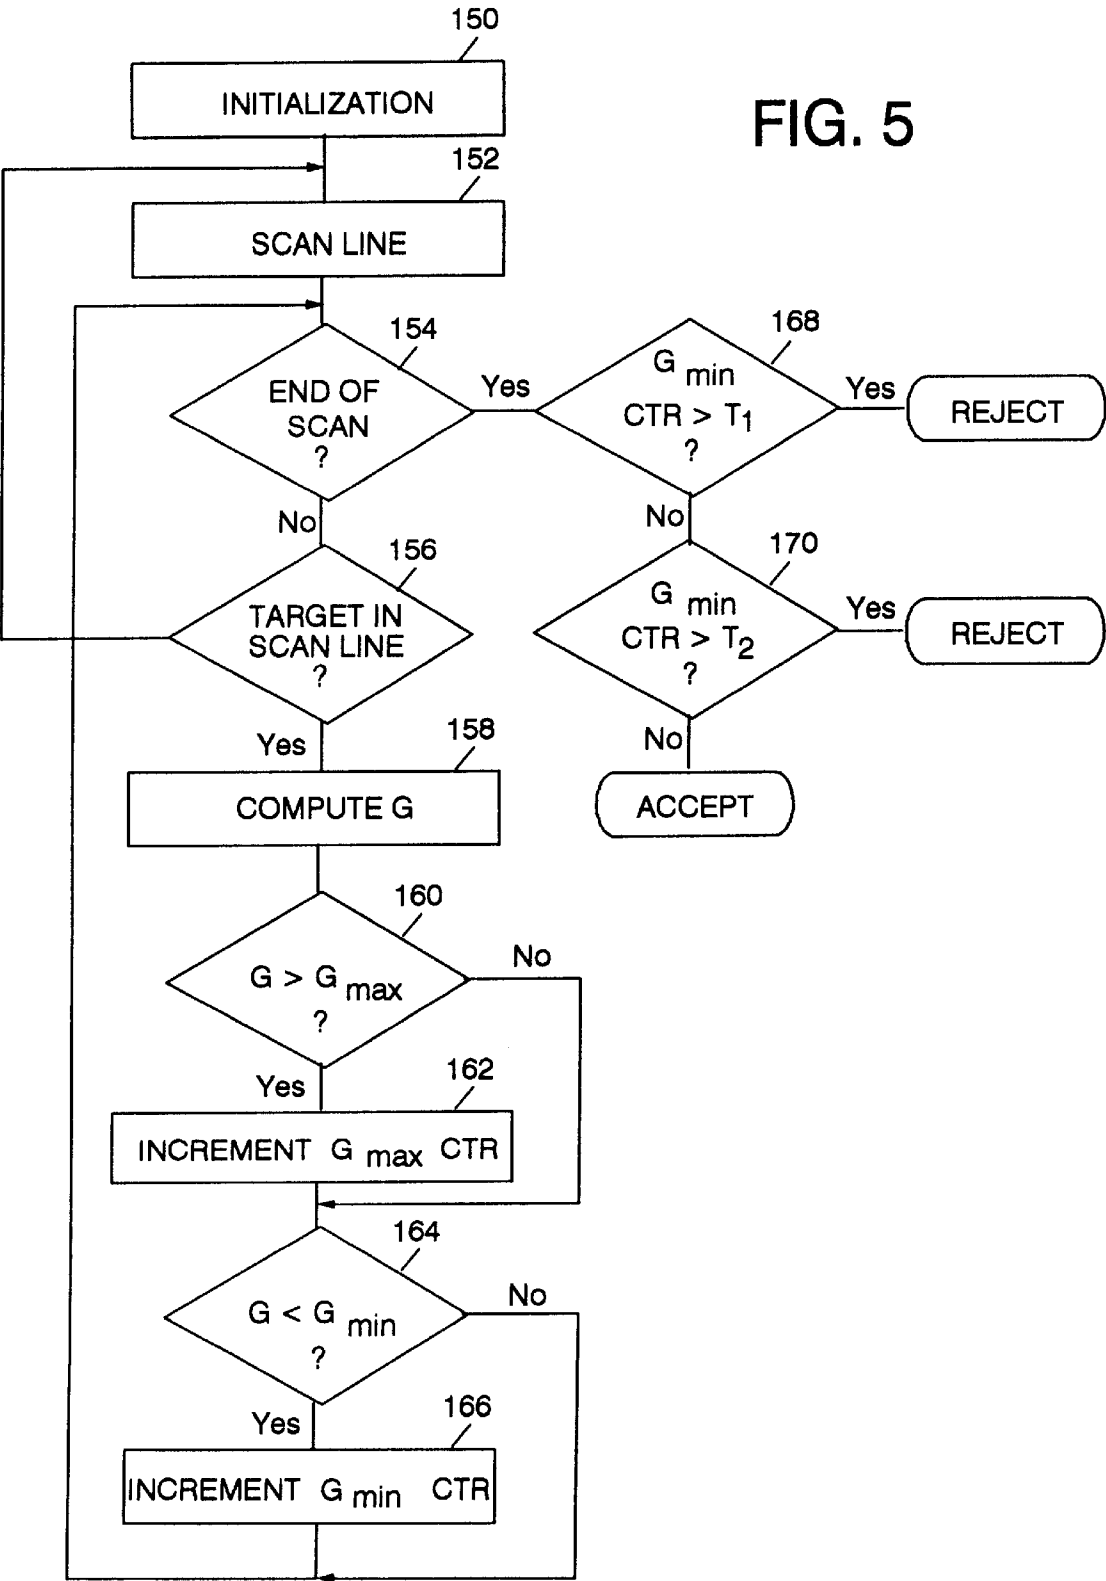 150
INITIALIZATION
FIG. 5
152
SCAN LINE
154
END OF
SCAN
?
Yes
168
G min
CTR > T1
?
Yes
REJECT
No
No
156
TARGET IN
SCAN LINE
?
170
G min
CTR > T2
?
Yes
REJECT
Yes
158
COMPUTE G
No
ACCEPT
160
G > G max
?
No
Yes
162
INCREMENT G max CTR
164
G < G min
?
No
Yes
166
INCREMENT G min CTR